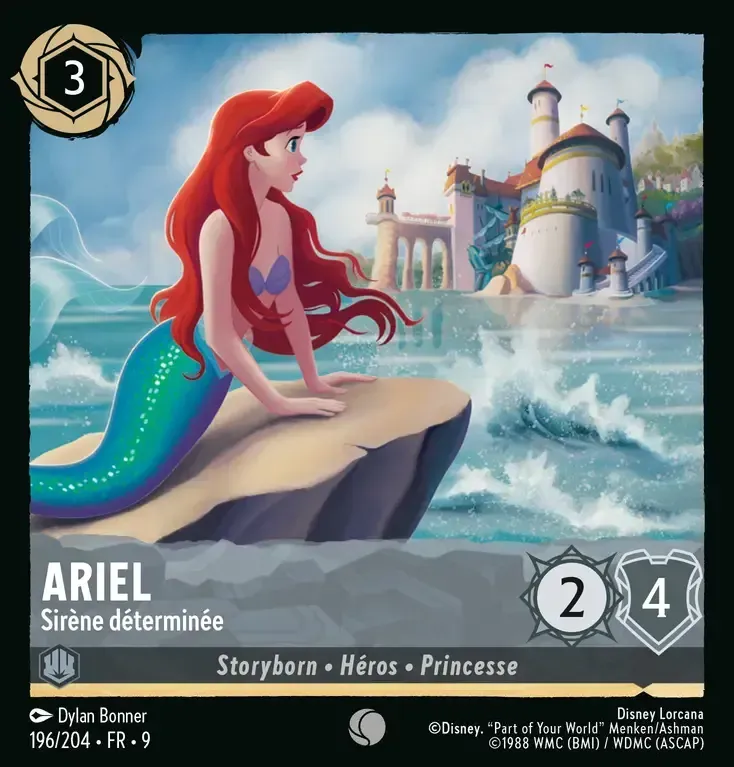 3
ARIEL
Sirène déterminée
2
4
Storyborn • Héros • Princesse
Dylan Bonner
196/204 • FR • 9
Disney Lorcana
©Disney. “Part of Your World” Menken/Ashman
©1988 WMC (BMI) / WDMC (ASCAP)